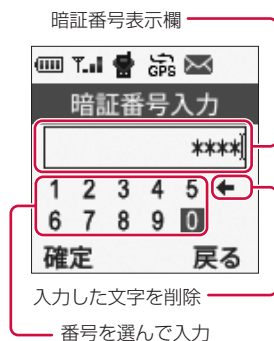 暗証番号表示欄
GPS
暗証番号入力
****
1 2 3 4 5 ←
6 7 8 9 0
確定 戻る
入力した文字を削除
番号を選んで入力